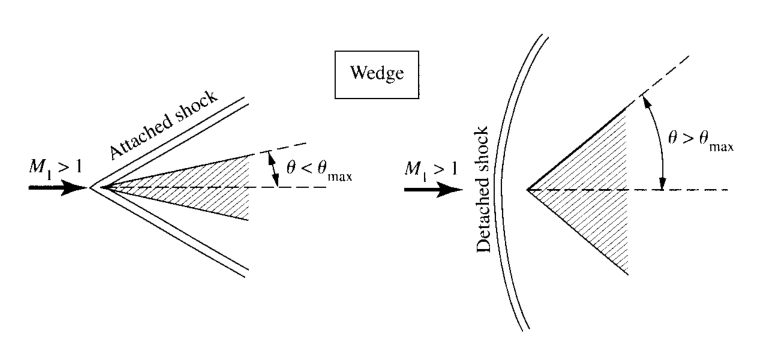 Wedge
Attached shock
M₁ > 1
θ < θmax
Detached shock
M₁ > 1
θ > θmax